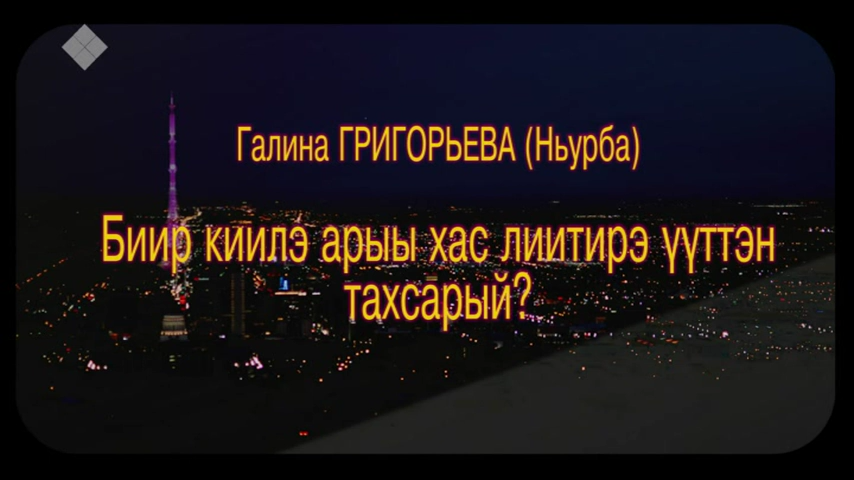 Галина ГРИГОРЬЕВА (Ньурба)
Биир киилэ арыы хас лиитирэ үүттэн
тахсарый?